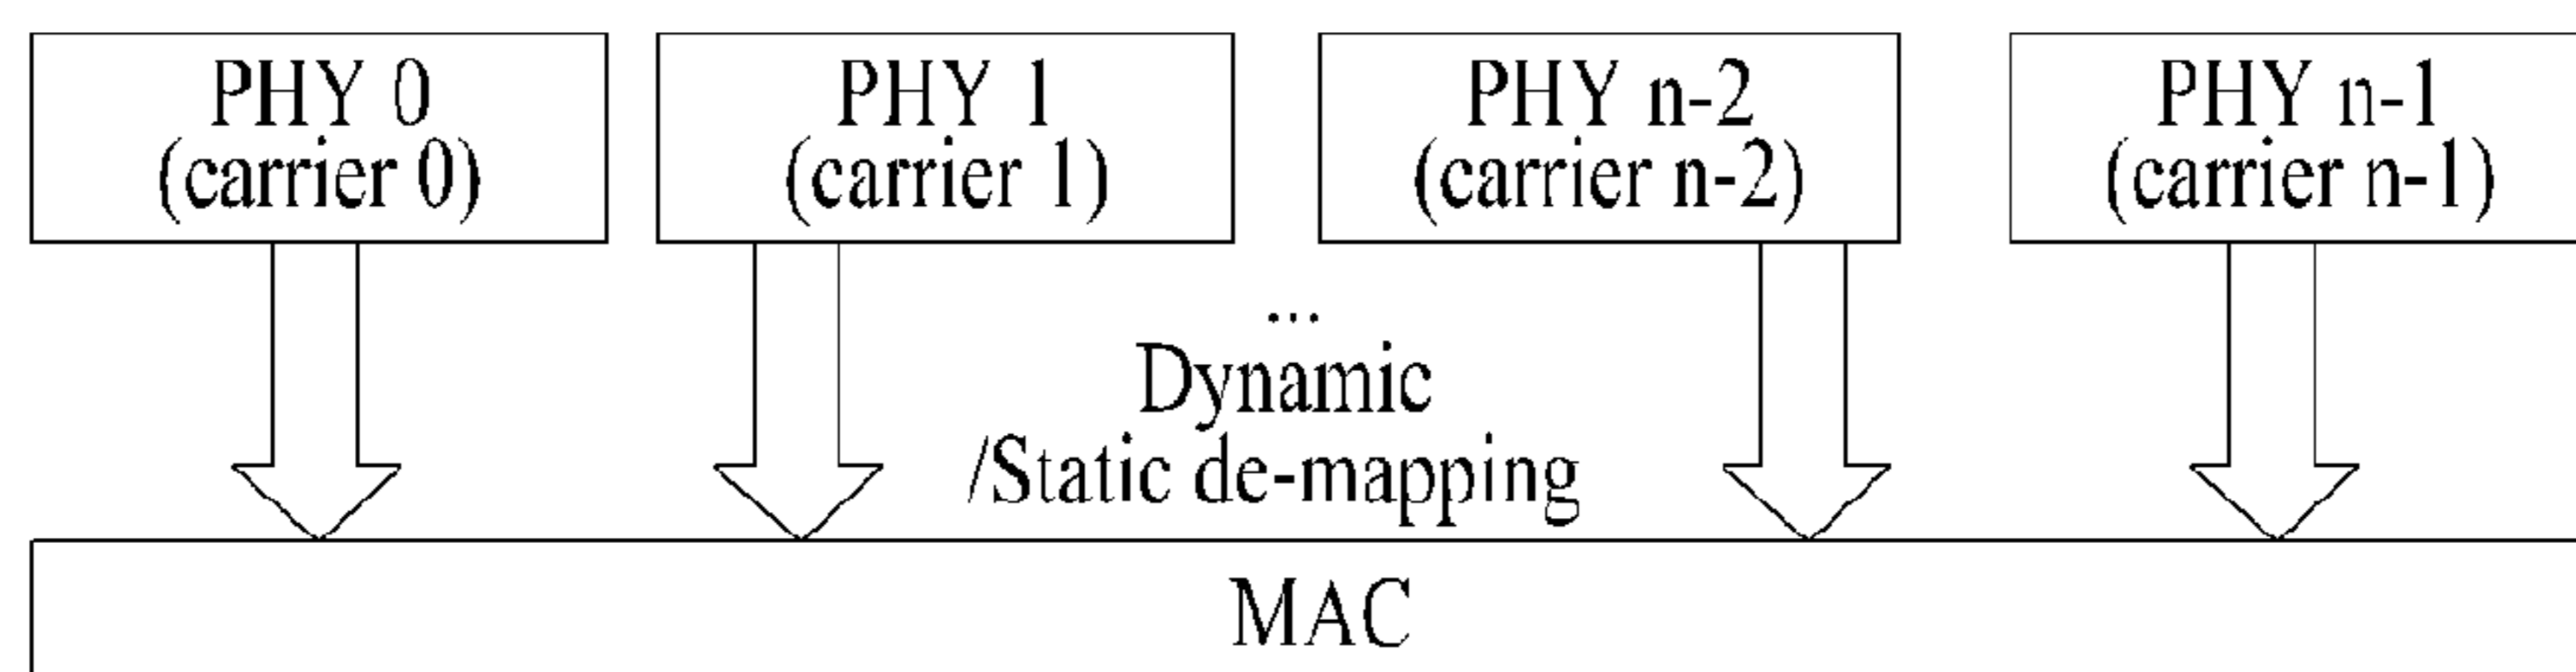 PHY 0
(carrier 0)
PHY 1
(carrier 1)
PHY n-2
(carrier n-2)
PHY n-1
(carrier n-1)
...
Dynamic
/Static de-mapping
MAC